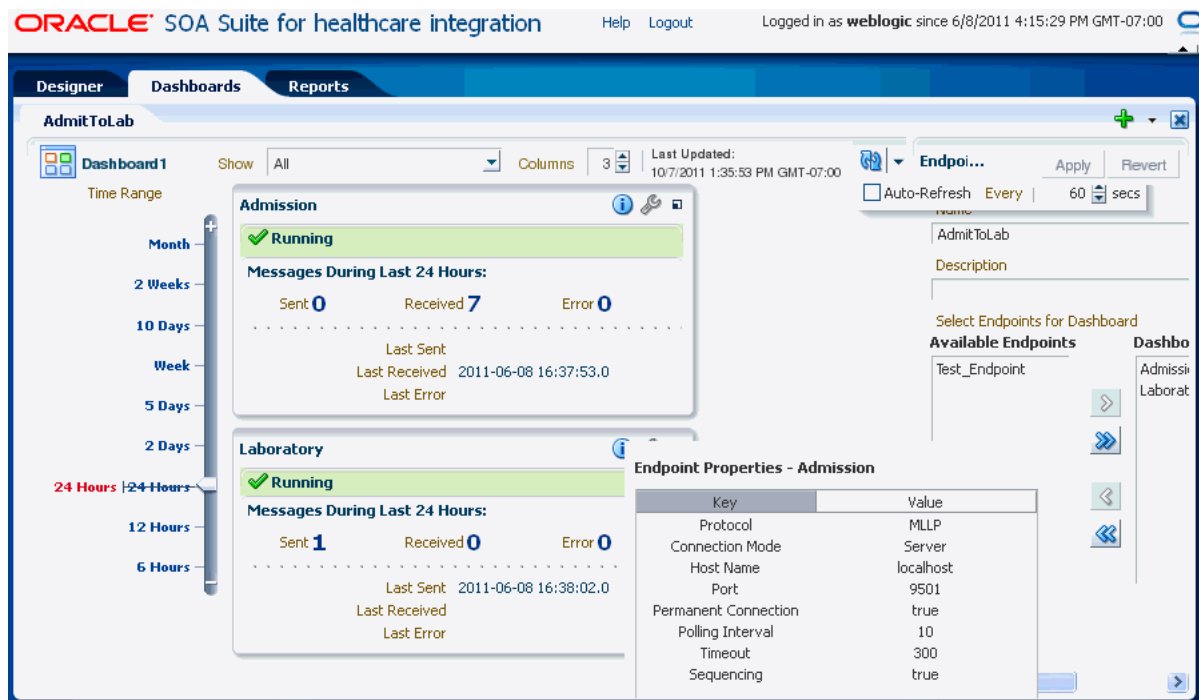 ORACLE® SOA Suite for healthcare integration Help Logout Logged in as weblogic since 6/8/2011 4:15:29 PM GMT-07:00
Designer Dashboards Reports
AdmitToLab
Dashboard1 Show All Columns 3 Last Updated:
10/7/2011 1:35:53 PM GMT-07:00
Endpoi... Apply Revert
Auto-Refresh Every 60 secs
Time Range
Month
2 Weeks
10 Days
Week
5 Days
2 Days
24 Hours 24 Hours
12 Hours
6 Hours
Admission
Running
Messages During Last 24 Hours:
Sent 0 Received 7 Error 0
Last Sent
Last Received 2011-06-08 16:37:53.0
Last Error
Laboratory
Running
Messages During Last 24 Hours:
Sent 1 Received 0 Error 0
Last Sent 2011-06-08 16:38:02.0
Last Received
Last Error
Name
AdmitToLab
Description
Select Endpoints for Dashboard
Available Endpoints Dashbo
Test_Endpoint Admissi
Laborat
Endpoint Properties - Admission
Key Value
Protocol MLLP
Connection Mode Server
Host Name localhost
Port 9501
Permanent Connection true
Polling Interval 10
Timeout 300
Sequencing true